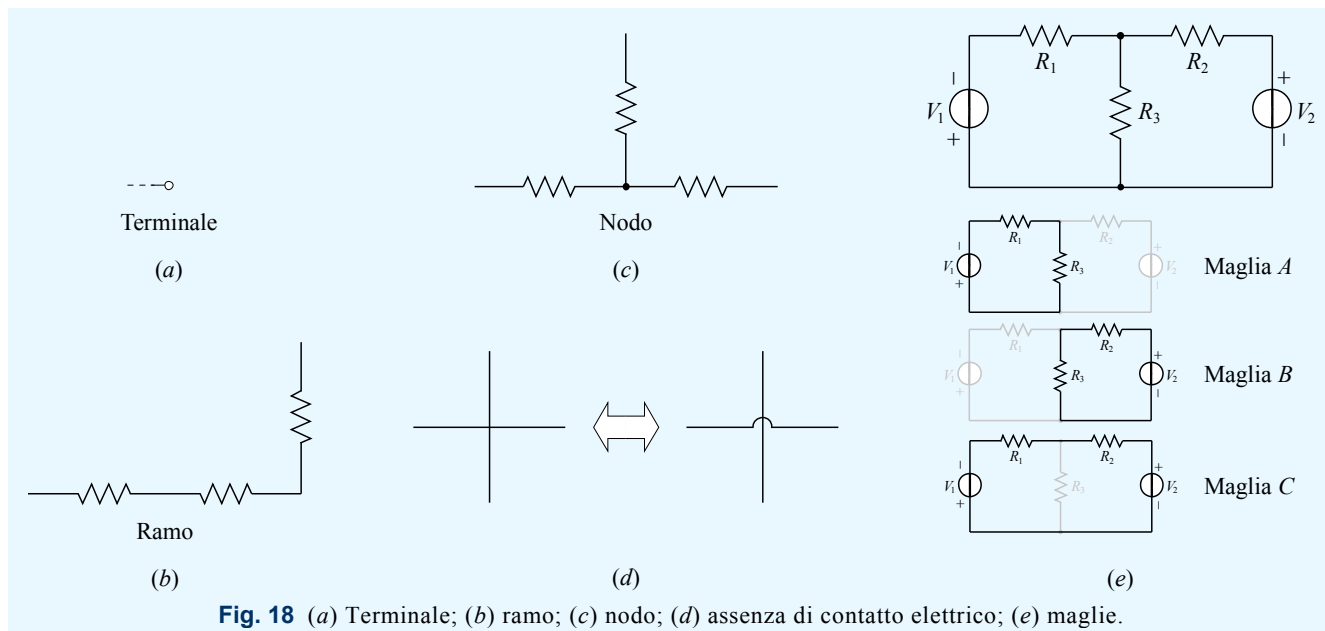 Terminale
(a)
Ramo
(b)
Nodo
(c)
(d)
R1
R2
R3
V1
V2
−
+
+
−
R1
R2
R3
V1
V2
−
+
+
−
Maglia A
R1
R2
R3
V1
V2
−
+
+
−
Maglia B
R1
R2
R3
V1
V2
−
+
+
−
Maglia C
(e)
Fig. 18 (a) Terminale; (b) ramo; (c) nodo; (d) assenza di contatto elettrico; (e) maglie.